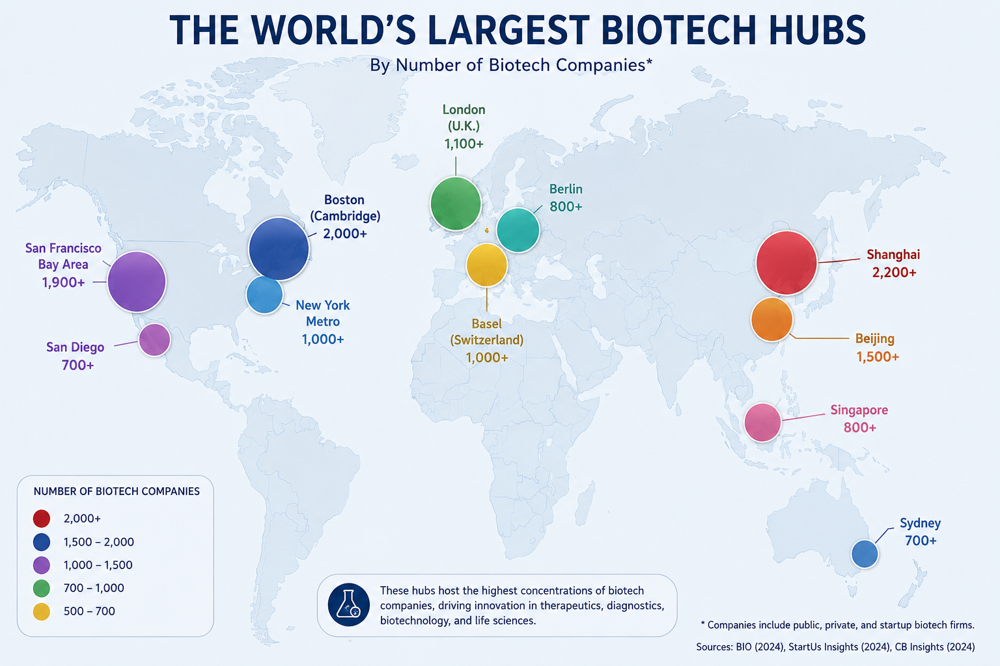 THE WORLD'S LARGEST BIOTECH HUBS
By Number of Biotech Companies*
London
(U.K.)
1,100+
Berlin
800+
Boston
(Cambridge)
2,000+
San Francisco
Bay Area
1,900+
Shanghai
2,200+
New York
Metro
1,000+
San Diego
700+
Basel
(Switzerland)
1,000+
Beijing
1,500+
Singapore
800+
Sydney
700+
NUMBER OF BIOTECH COMPANIES
2,000+
1,500 – 2,000
1,000 – 1,500
700 – 1,000
500 – 700
These hubs host the highest concentrations of biotech
companies, driving innovation in therapeutics, diagnostics,
biotechnology, and life sciences.
* Companies include public, private, and startup biotech firms.
Sources: BIO (2024), StartUs Insights (2024), CB Insights (2024)